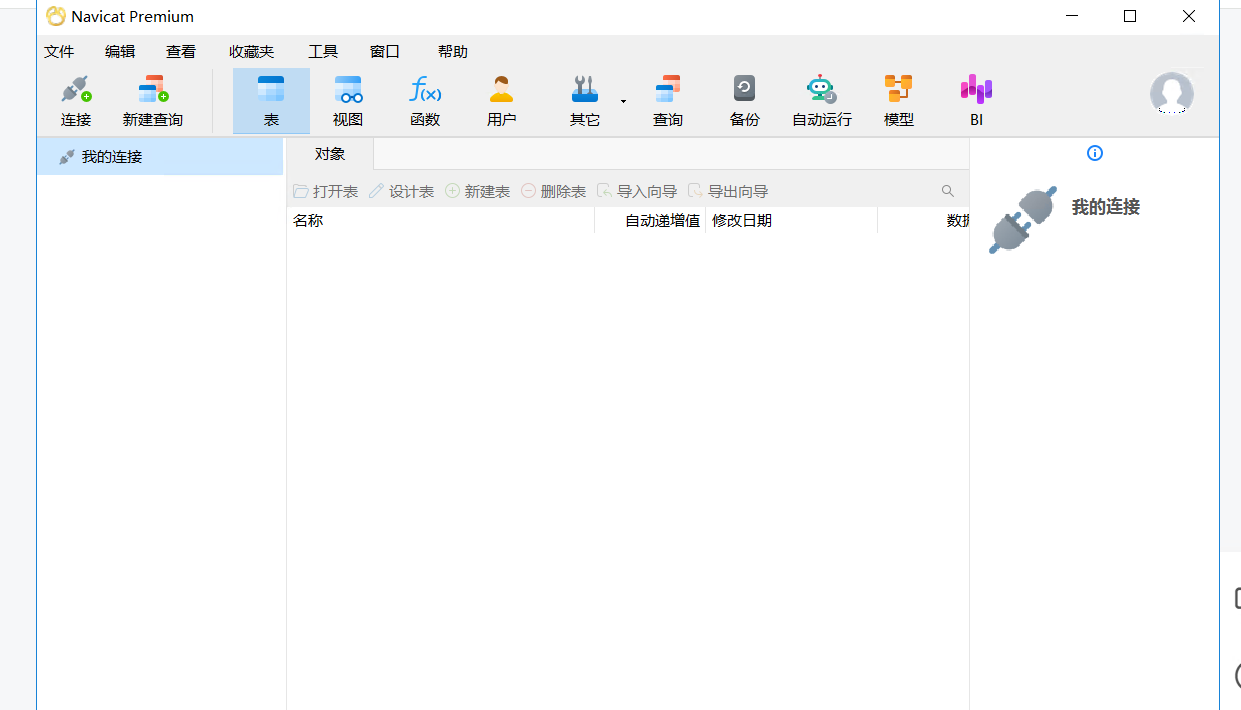 Navicat Premium
文件 编辑 查看 收藏夹 工具 窗口 帮助
连接 新建查询 表 视图 函数 用户 其它 查询 备份 自动运行 模型 BI
我的连接
对象
打开表 设计表 新建表 删除表 导入向导 导出向导
名称 自动递增值 修改日期 数据
我的连接